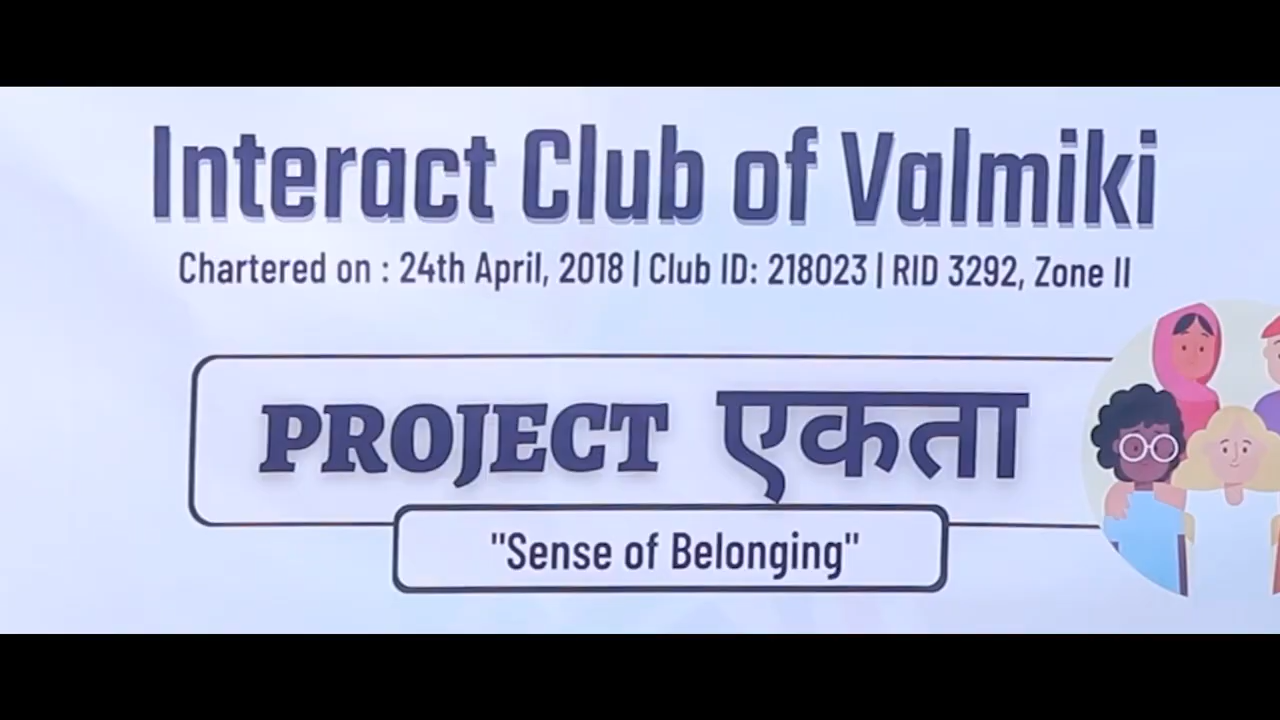 Interact Club of Valmiki
Chartered on : 24th April, 2018 | Club ID: 218023 | RID 3292, Zone II
PROJECT एकता
"Sense of Belonging"